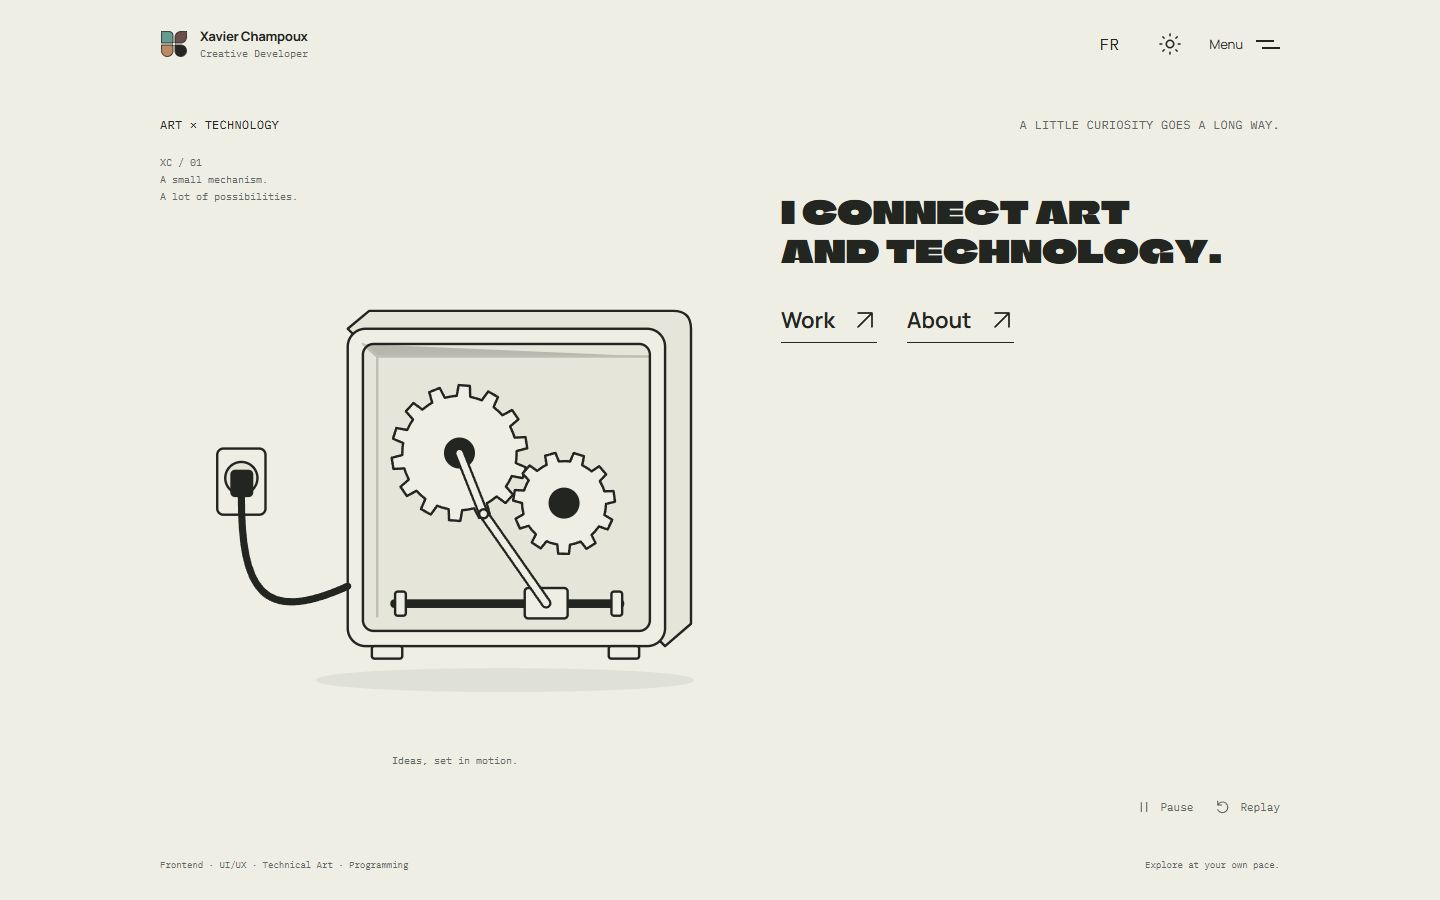 Xavier Champoux
Creative Developer
FR
Menu
ART × TECHNOLOGY
A LITTLE CURIOSITY GOES A LONG WAY.
XC / 01
A small mechanism.
A lot of possibilities.
I CONNECT ART
AND TECHNOLOGY.
Work
About
Ideas, set in motion.
Pause
Replay
Frontend · UI/UX · Technical Art · Programming
Explore at your own pace.